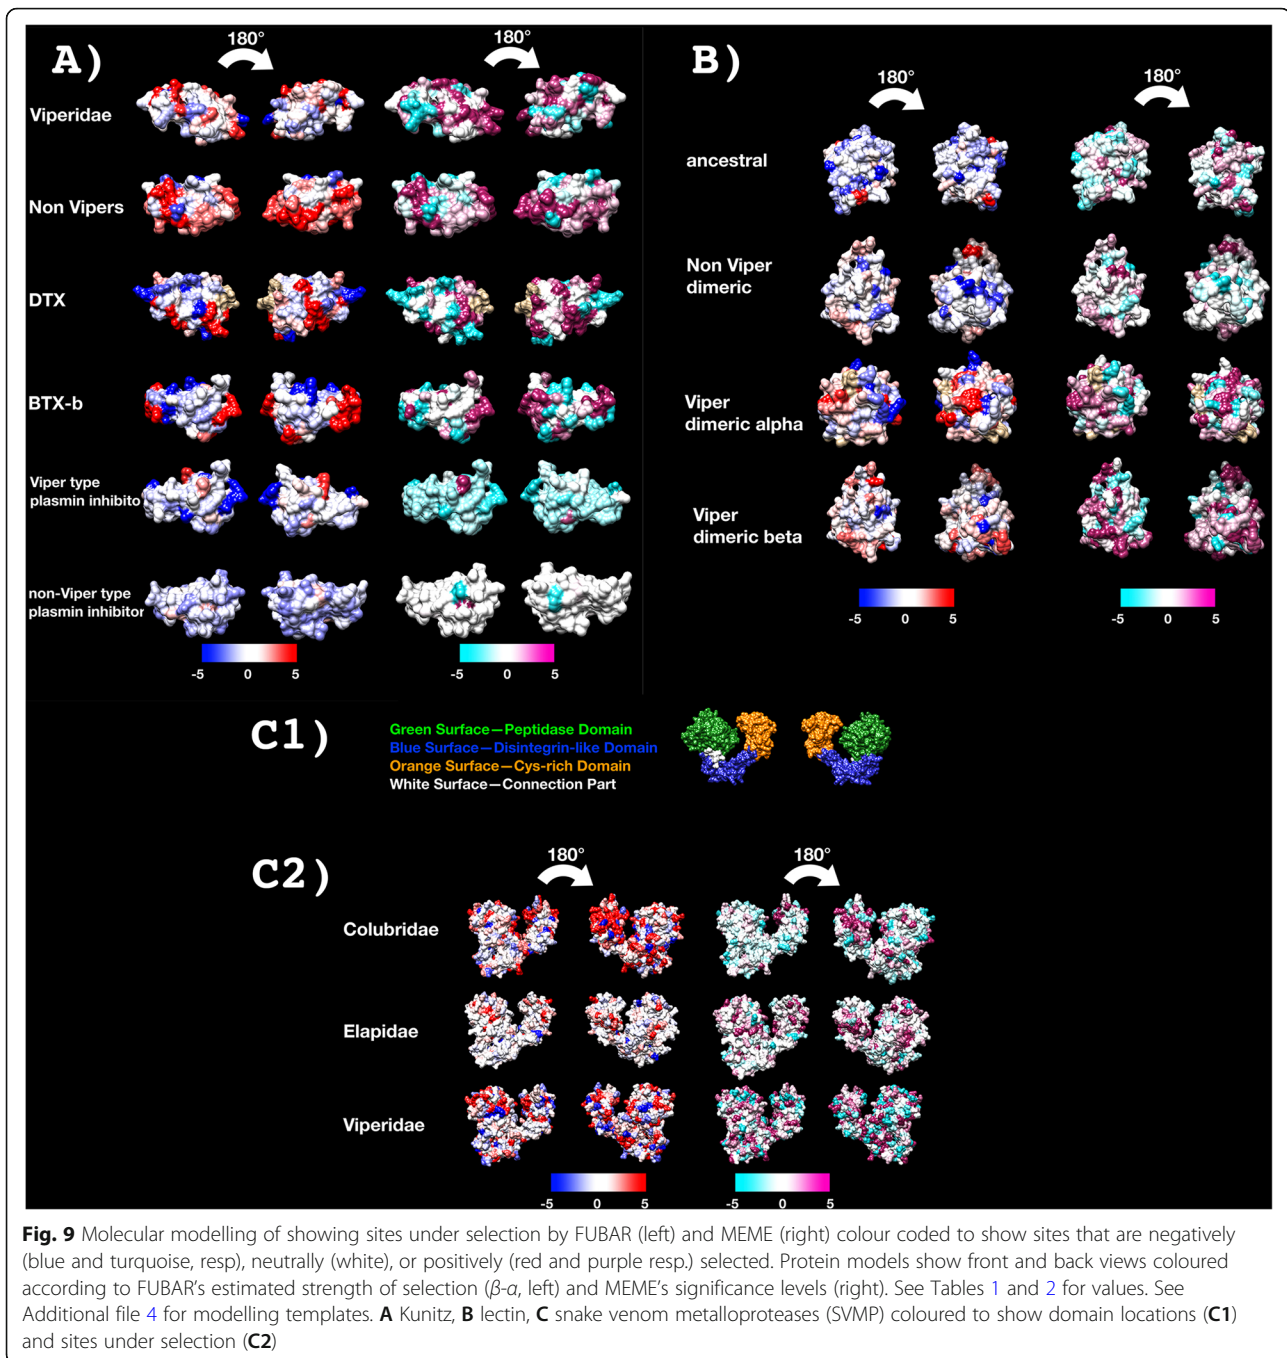 A)
180°
180°
Viperidae
Non Vipers
DTX
BTX-b
Viper type
plasmin inhibito
non-Viper type
plasmin inhibitor
-5 0 5
-5 0 5
B)
180°
180°
ancestral
Non Viper
dimeric
Viper
dimeric alpha
Viper
dimeric beta
-5 0 5
-5 0 5
C1)
Green Surface—Peptidase Domain
Blue Surface—Disintegrin-like Domain
Orange Surface—Cys-rich Domain
White Surface—Connection Part
C2)
180°
180°
Colubridae
Elapidae
Viperidae
-5 0 5
-5 0 5
Fig. 9 Molecular modelling of showing sites under selection by FUBAR (left) and MEME (right) colour coded to show sites that are negatively
(blue and turquoise, resp), neutrally (white), or positively (red and purple resp.) selected. Protein models show front and back views coloured
according to FUBAR's estimated strength of selection (β-α, left) and MEME's significance levels (right). See Tables 1 and 2 for values. See
Additional file 4 for modelling templates. A Kunitz, B lectin, C snake venom metalloproteases (SVMP) coloured to show domain locations (C1)
and sites under selection (C2)